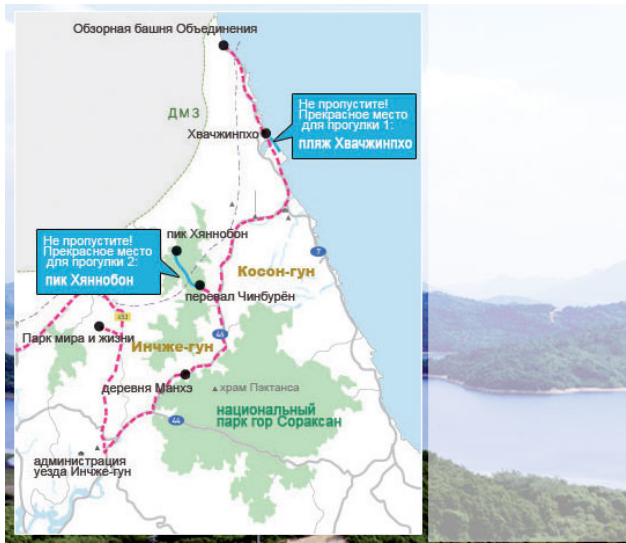 Обзорная башня Объединения
ДМЗ
Не пропустите!
Прекрасное место
для прогулки 1:
пляж Хвачжинпхо
Хвачжинпхо
пик Хяннобон
Не пропустите!
Прекрасное место
для прогулки 2:
пик Хяннобон
7
Косон-гун
перевал Чинбурён
453
Парк мира и жизни
44
Инчже-гун
деревня Манхэ
храм Пэктанса
национальный
парк гор Сораксан
44
администрация
уезда Инчже-гун